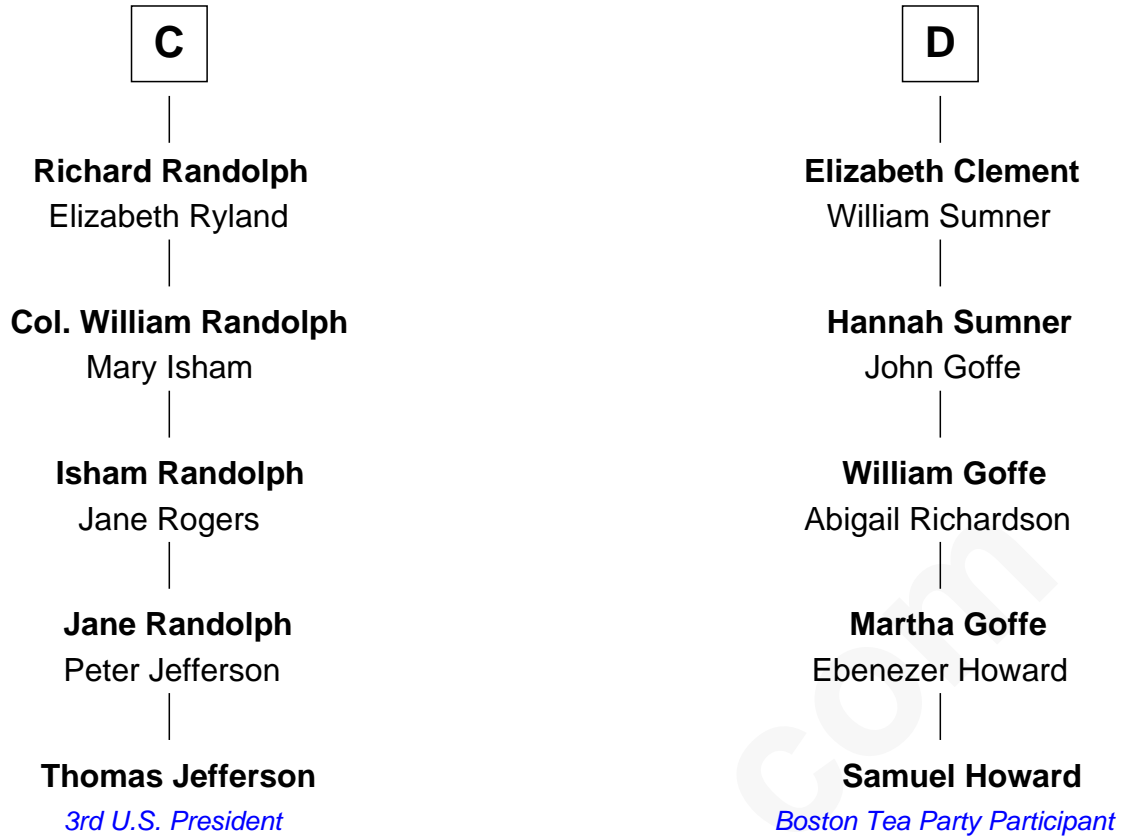 C
Richard Randolph
Elizabeth Ryland
Col. William Randolph
Mary Isham
Isham Randolph
Jane Rogers
Jane Randolph
Peter Jefferson
Thomas Jefferson
3rd U.S. President
D
Elizabeth Clement
William Sumner
Hannah Sumner
John Goffe
William Goffe
Abigail Richardson
Martha Goffe
Ebenezer Howard
Samuel Howard
Boston Tea Party Participant
com